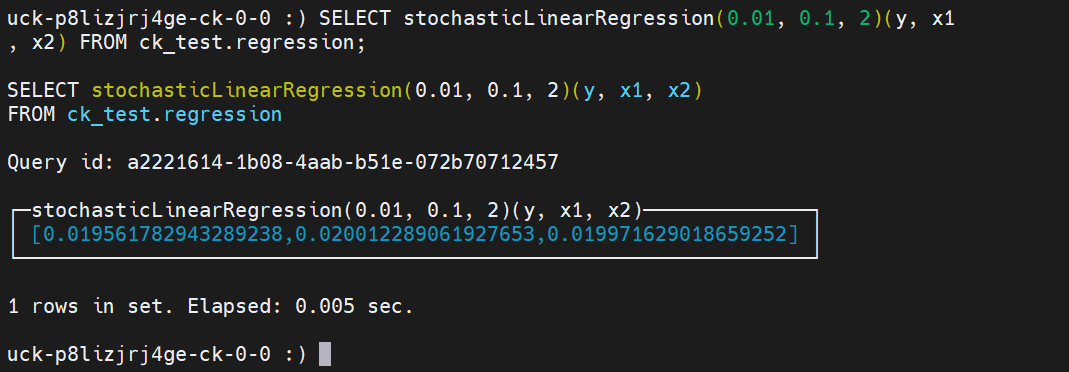 uck-p8lizjrj4ge-ck-0-0 :) SELECT stochasticLinearRegression(0.01, 0.1, 2)(y, x1
, x2) FROM ck_test.regression;
SELECT stochasticLinearRegression(0.01, 0.1, 2)(y, x1, x2)
FROM ck_test.regression
Query id: a2221614-1b08-4aab-b51e-072b70712457
stochasticLinearRegression(0.01, 0.1, 2)(y, x1, x2)
[0.019561782943289238,0.020012289061927653,0.019971629018659252]
1 rows in set. Elapsed: 0.005 sec.
uck-p8lizjrj4ge-ck-0-0 :)